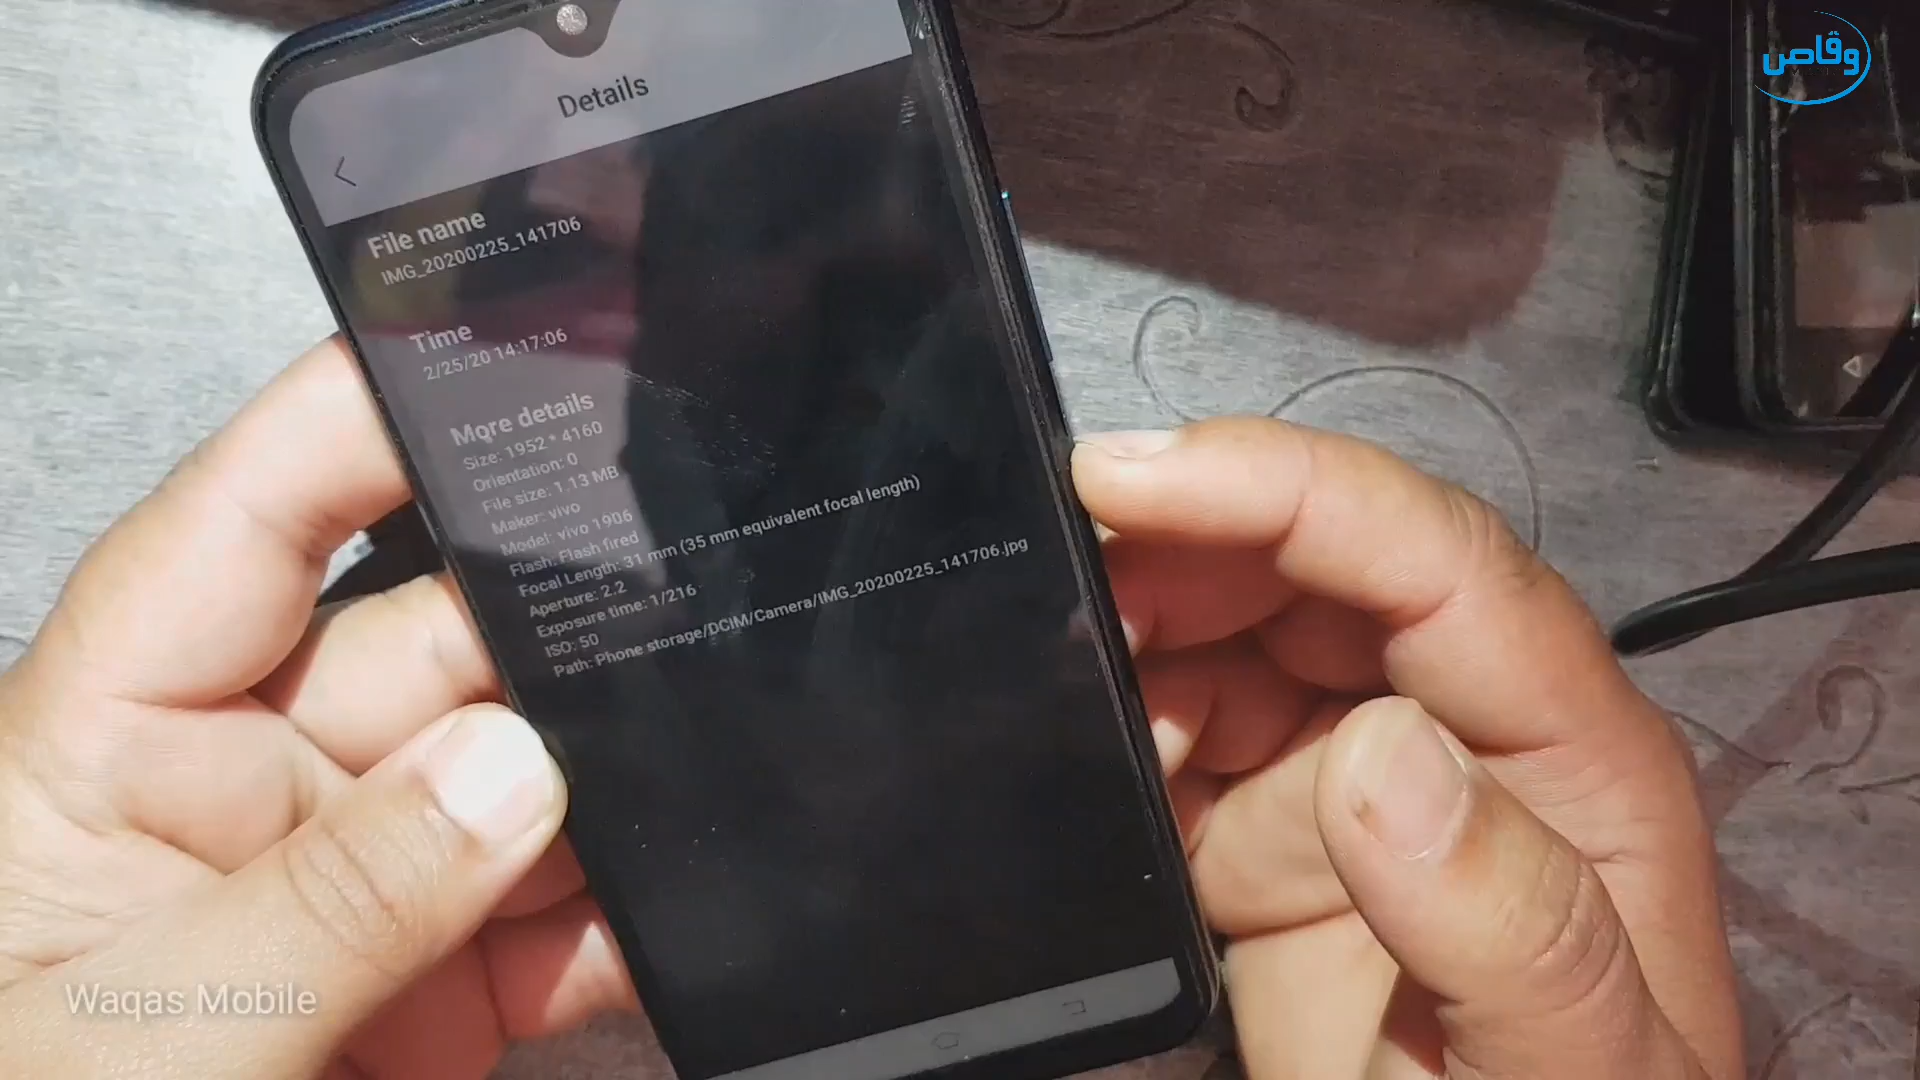 وقاص
Details
File name
IMG_20200225_141706
Time
2/25/20 14:17:06
More details
Size: 1952 * 4160
Orientation: 0
File size: 1.13 MB
Maker: vivo
Model: vivo 1906
Flash: Flash fired
Focal Length: 31 mm (35 mm equivalent focal length)
Aperture: 2.2
Exposure time: 1/216
ISO: 50
Path: Phone storage/DCIM/Camera/IMG_20200225_141706.jpg
Waqas Mobile